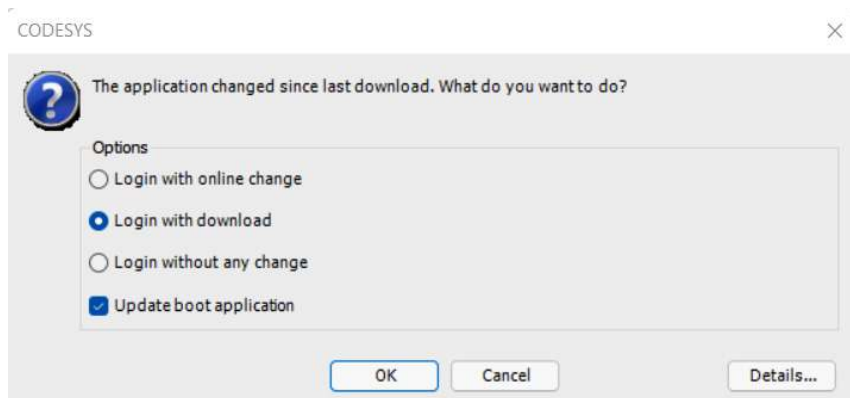 CODESYS
The application changed since last download. What do you want to do?
Options
Login with online change
Login with download
Login without any change
Update boot application
OK
Cancel
Details...